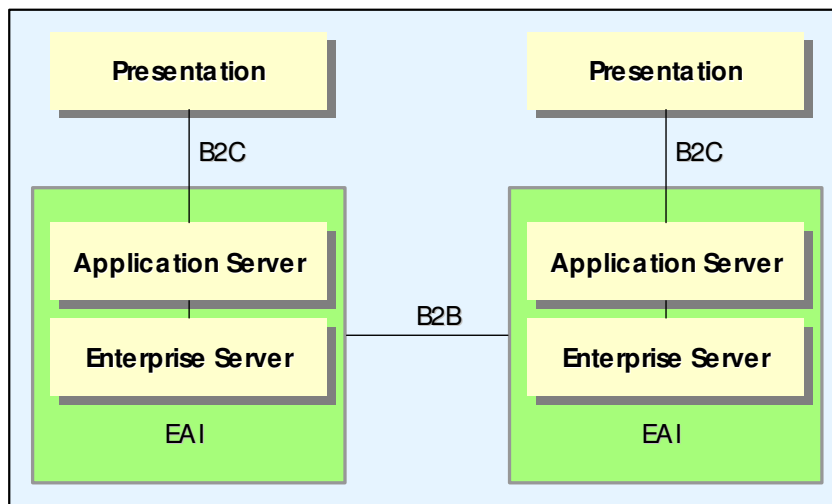 Presentation
Presentation
B2C
B2C
Application Server
Application Server
B2B
Enterprise Server
Enterprise Server
EAI
EAI